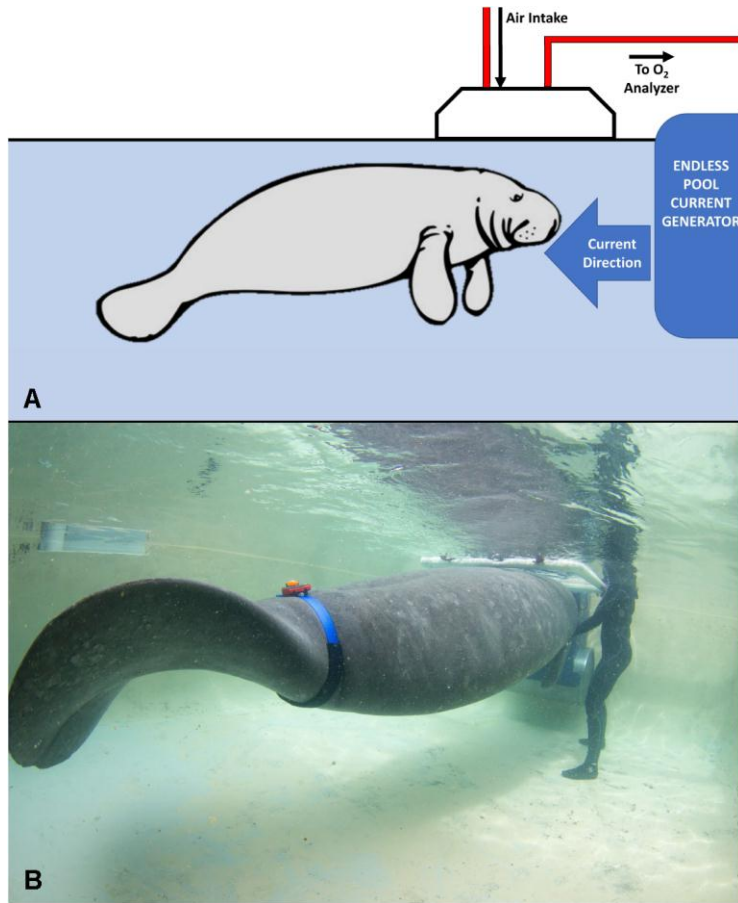 Air Intake
To O₂
Analyzer
ENDLESS
POOL
CURRENT
GENERATOR
Current
Direction
A
B